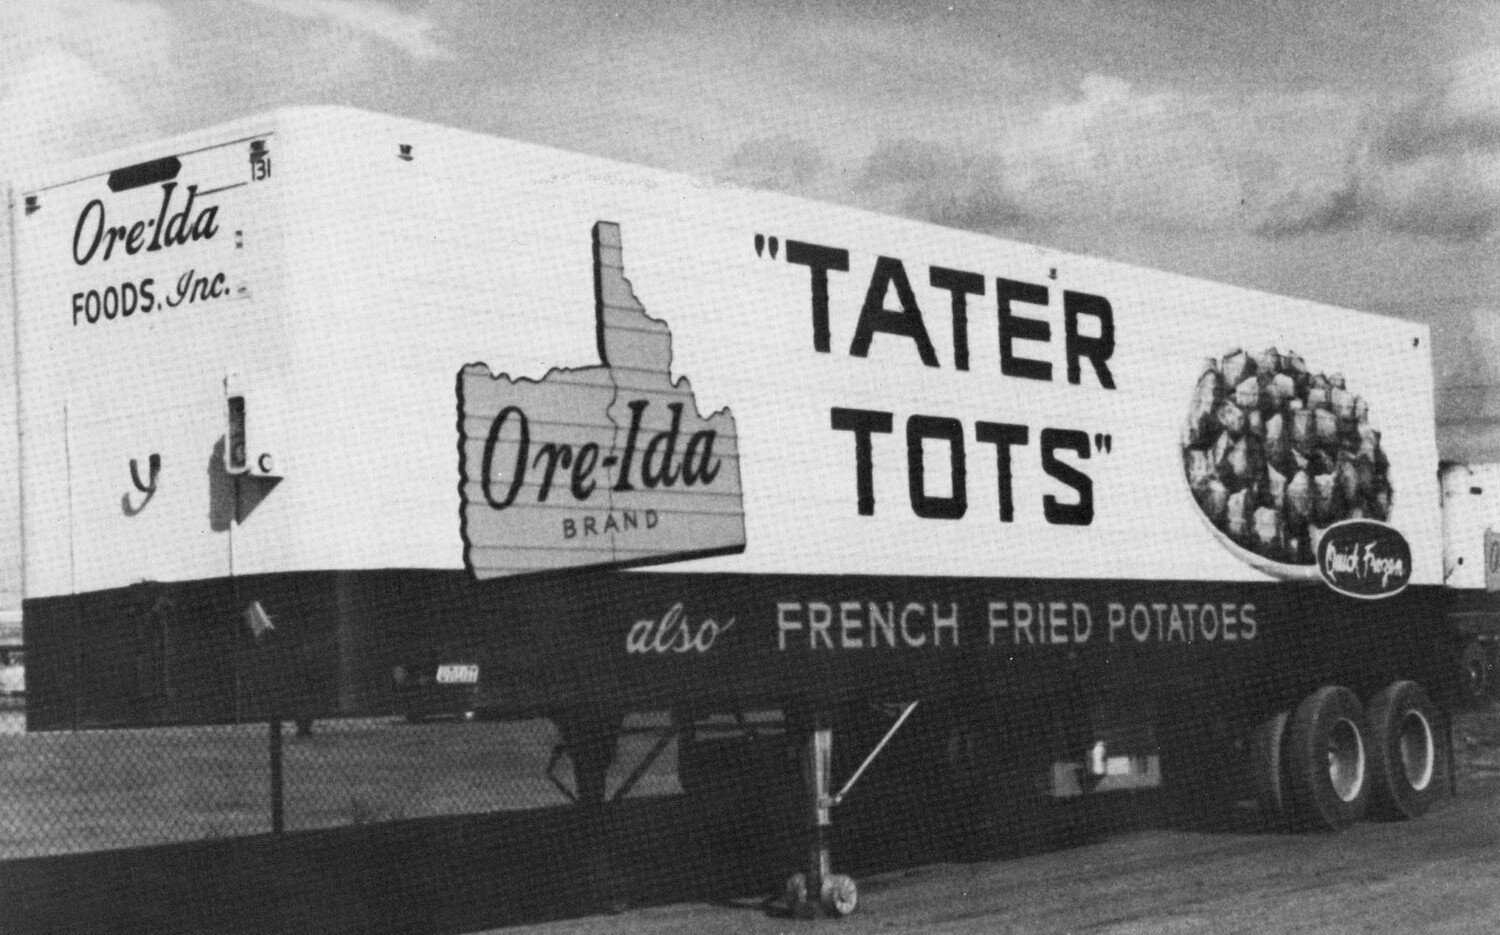 131
Ore-Ida
FOODS, Inc.
y
Ore-Ida
BRAND
"TATER
TOTS"
Quick Frozen
also FRENCH FRIED POTATOES